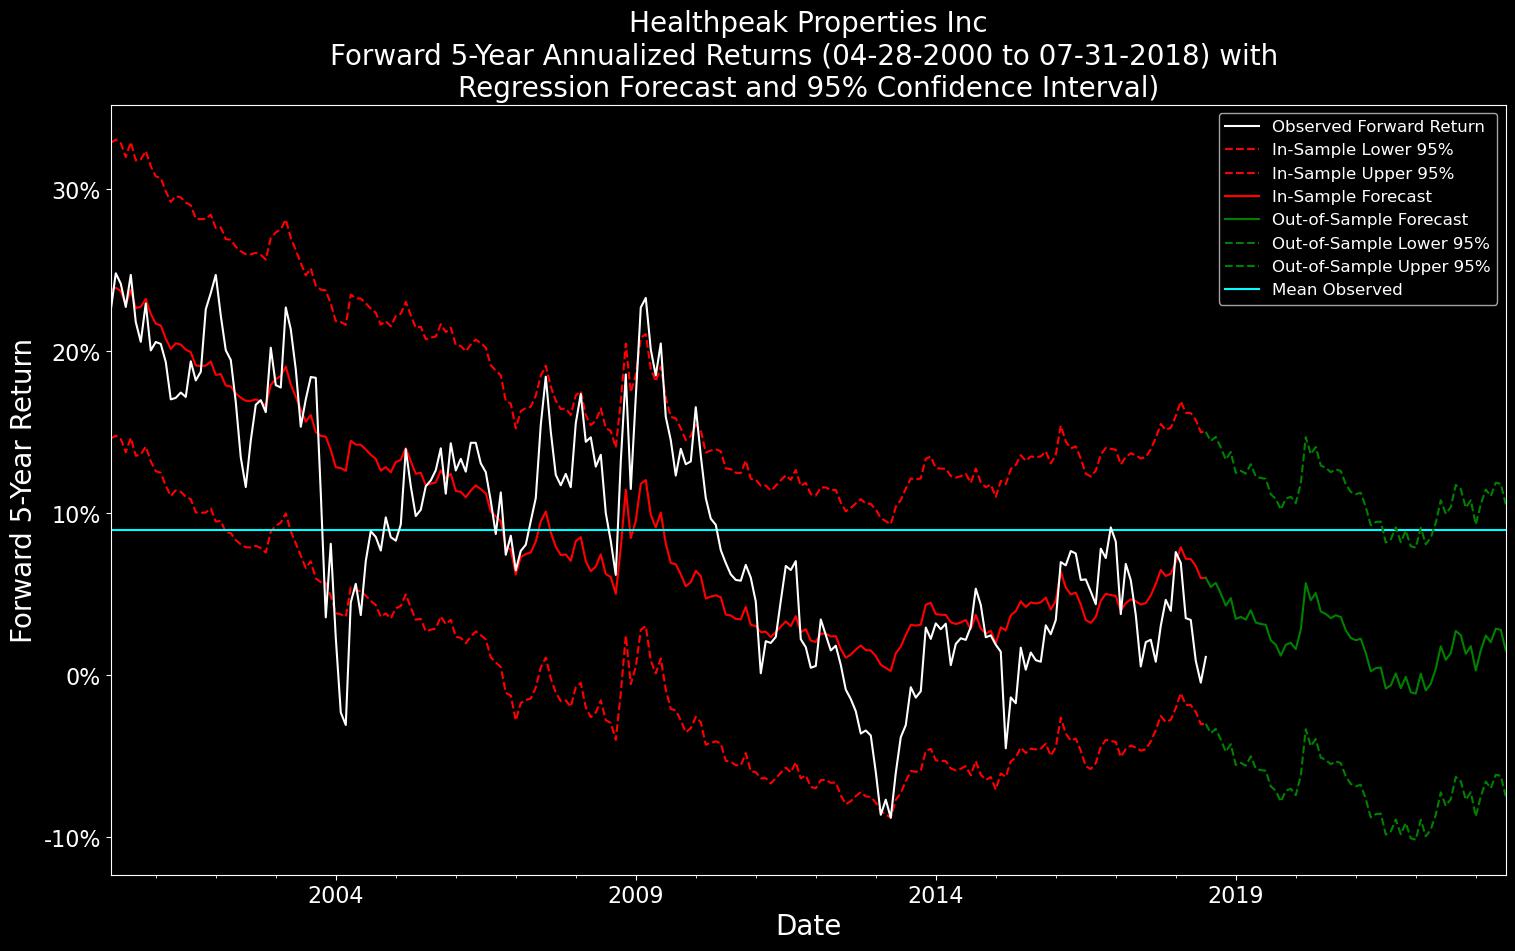 Healthpeak Properties Inc
Forward 5-Year Annualized Returns (04-28-2000 to 07-31-2018) with
Regression Forecast and 95% Confidence Interval)
Observed Forward Return
In-Sample Lower 95%
In-Sample Upper 95%
In-Sample Forecast
Out-of-Sample Forecast
Out-of-Sample Lower 95%
Out-of-Sample Upper 95%
Mean Observed
Forward 5-Year Return
30%
20%
10%
0%
-10%
2004
2009
2014
2019
Date